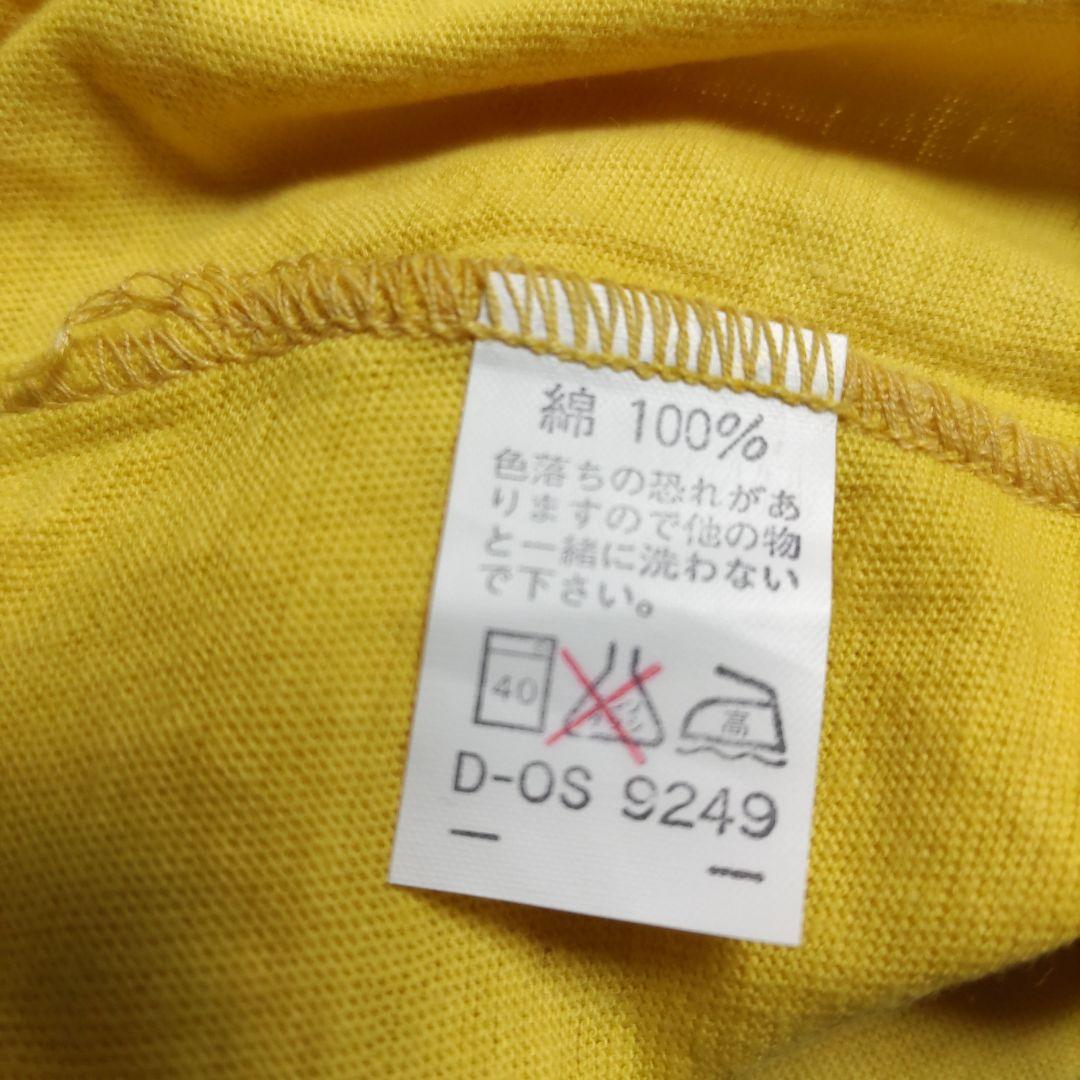 綿 100%
色落ちの恐れがあ
りますので他の物
と一緒に洗わない
で下さい。
40
高
D-OS 9249